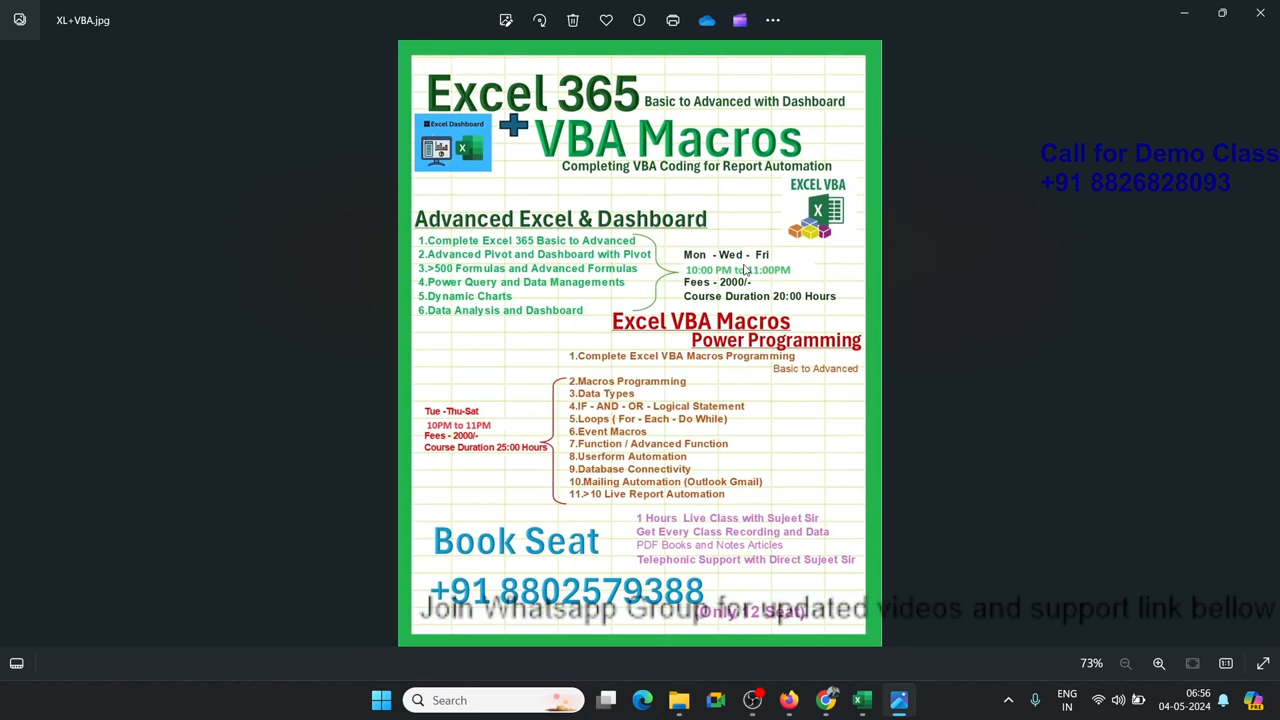 XL+VBA.jpg
Excel 365 Basic to Advanced with Dashboard
Excel Dashboard
VBA Macros
Completing VBA Coding for Report Automation
Call for Demo Class
+91 8826828093
EXCEL VBA
Advanced Excel & Dashboard
1.Complete Excel 365 Basic to Advanced
2.Advanced Pivot and Dashboard with Pivot
3.>500 Formulas and Advanced Formulas
4.Power Query and Data Managements
5.Dynamic Charts
6.Data Analysis and Dashboard
Mon - Wed - Fri
10:00 PM to 11:00PM
Fees - 2000/-
Course Duration 20:00 Hours
Excel VBA Macros
Power Programming
1.Complete Excel VBA Macros Programming
Basic to Advanced
2.Macros Programming
3.Data Types
4.IF - AND - OR - Logical Statement
5.Loops ( For - Each - Do While)
6.Event Macros
7.Function / Advanced Function
8.Userform Automation
9.Database Connectivity
10.Mailing Automation (Outlook Gmail)
11.>10 Live Report Automation
Tue -Thu-Sat
10PM to 11PM
Fees - 2000/-
Course Duration 25:00 Hours
Book Seat
+91 8802579388
(Only 12 Seat)
1 Hours Live Class with Sujeet Sir
Get Every Class Recording and Data
PDF Books and Notes Articles
Telephonic Support with Direct Sujeet Sir
Join Whatsapp Group for updated videos and support link bellow
73%
Search
ENG
IN
06:56
04-05-2024